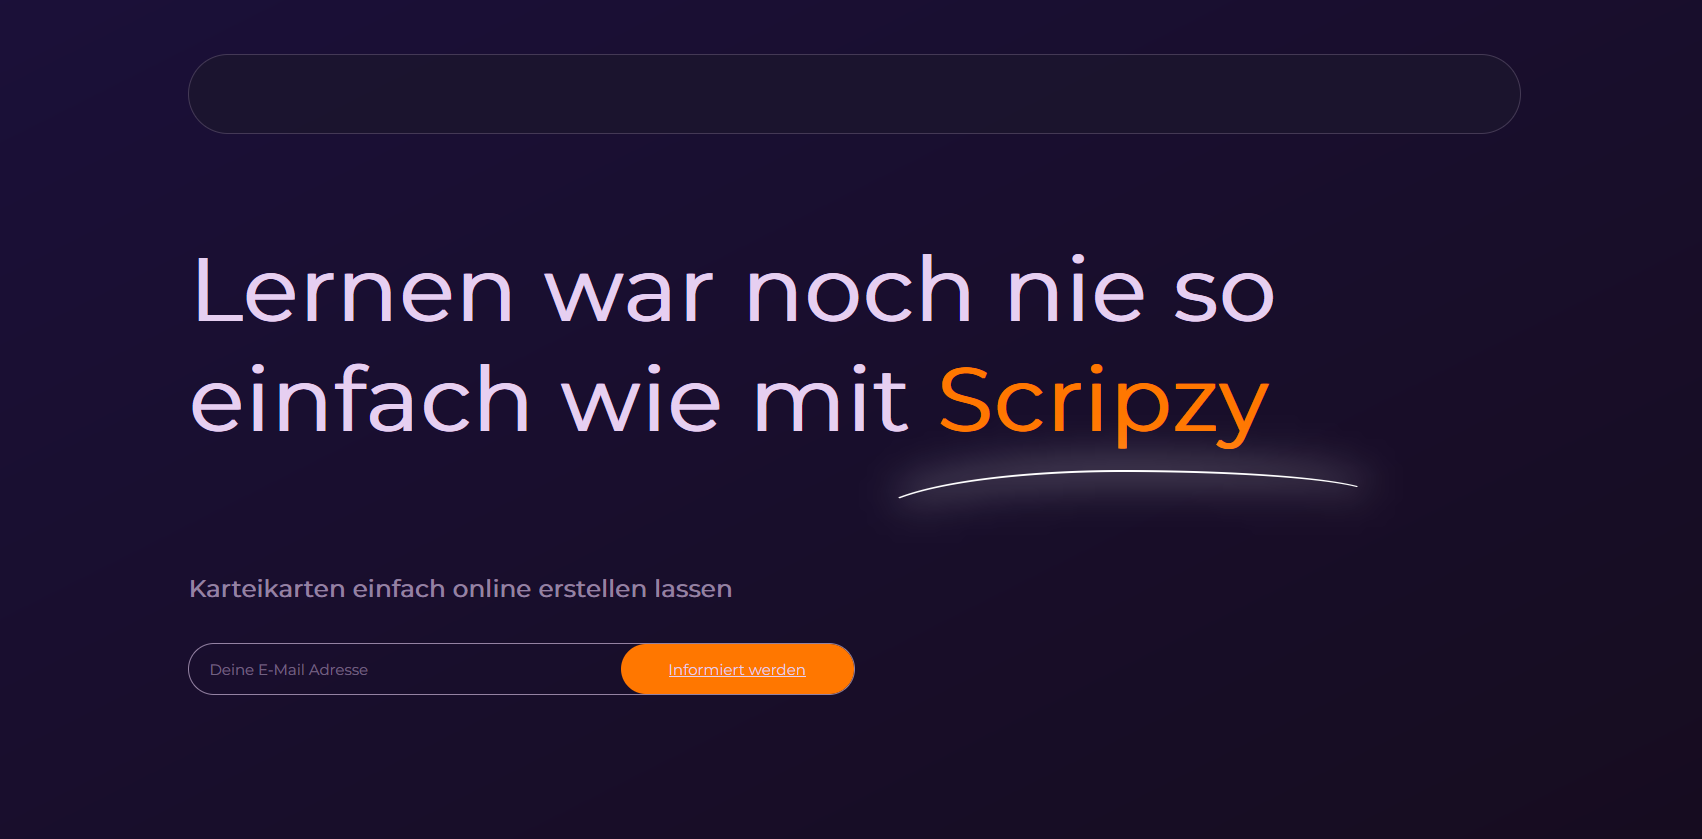 Lernen war noch nie so
einfach wie mit Scripzy
Karteikarten einfach online erstellen lassen
Deine E-Mail Adresse
Informiert werden